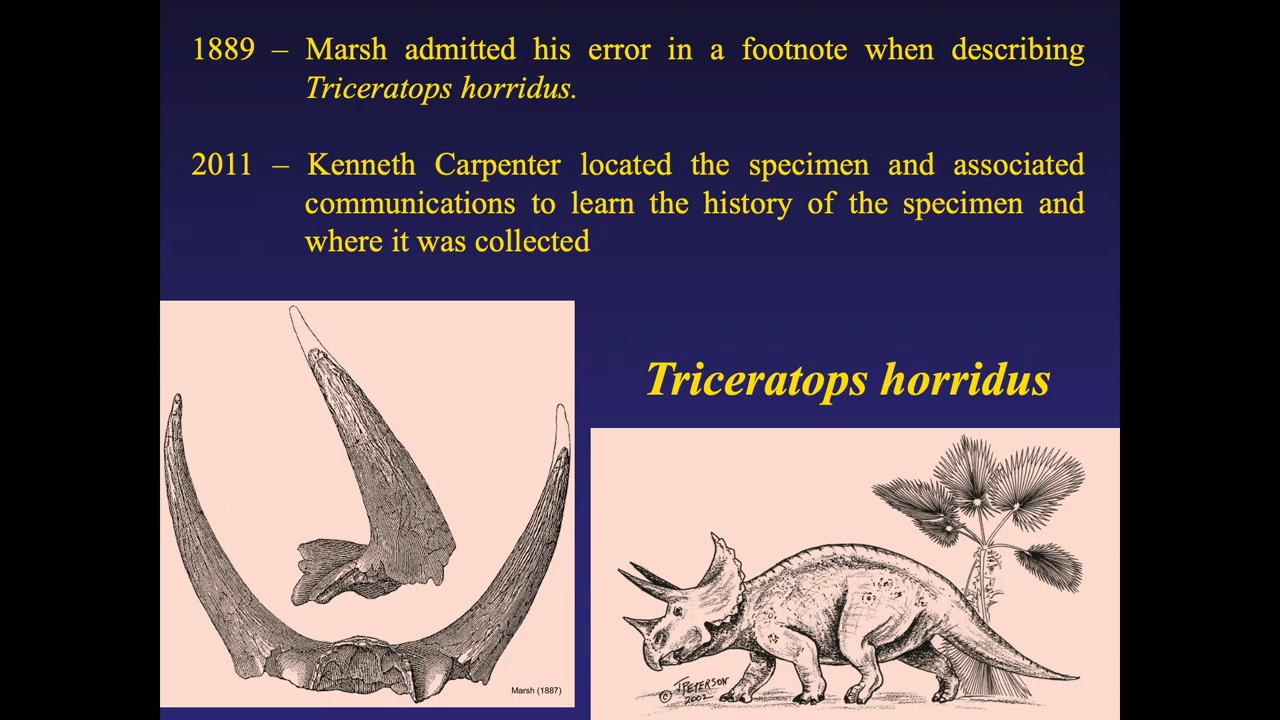 1889 – Marsh admitted his error in a footnote when describing
Triceratops horridus.
2011 – Kenneth Carpenter located the specimen and associated
communications to learn the history of the specimen and
where it was collected
Triceratops horridus
Marsh (1887)
© J. PETERSON
2002